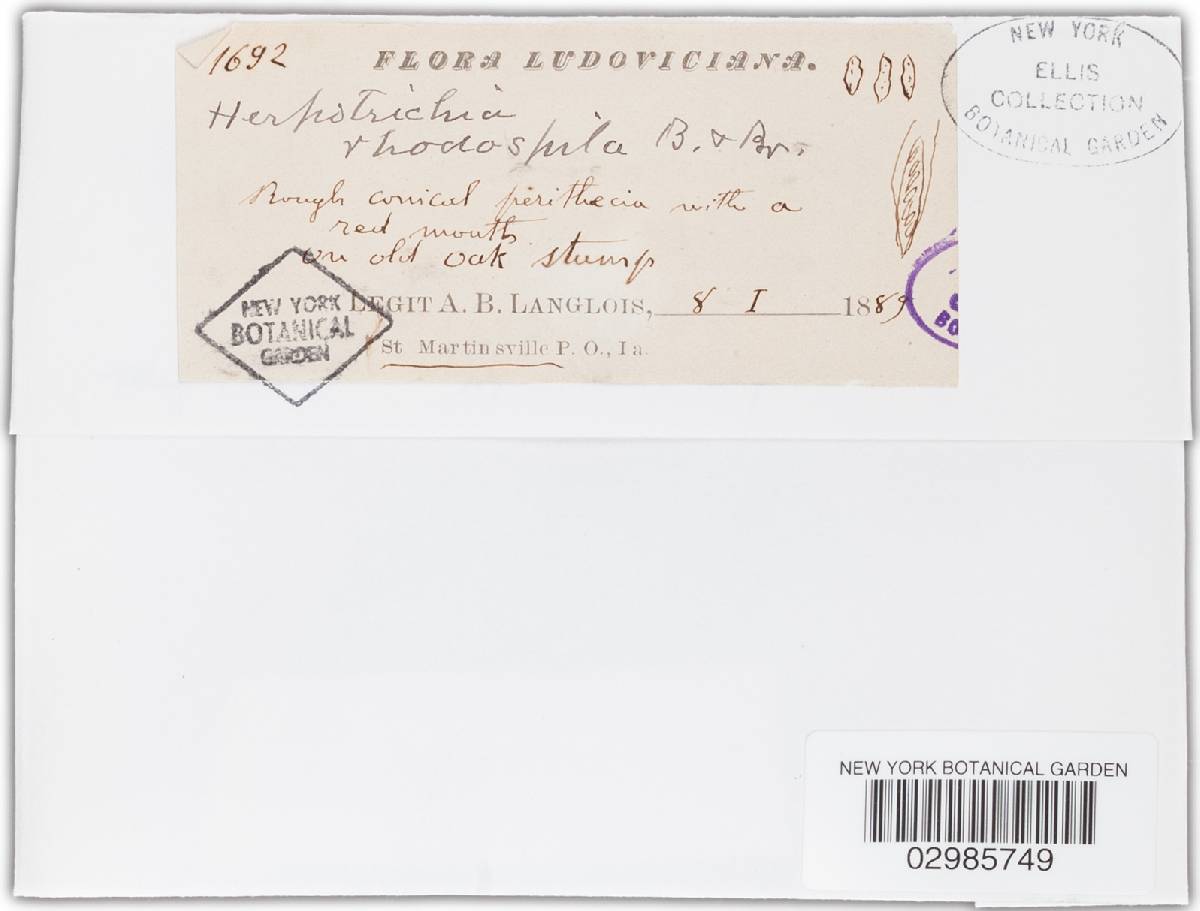 1692
FLORA LUDOVICIANA.
Herpotrichia
rhodospila B. & Br.
Rough conical perithecia with a
red mouth
on old oak stump
LEGIT A. B. LANGLOIS, 8 I 1889
St Martinsville P. O., La.
NEW YORK
BOTANICAL
GARDEN
NEW YORK
ELLIS
COLLECTION
BOTANICAL GARDEN
NEW YORK BOTANICAL GARDEN
02985749